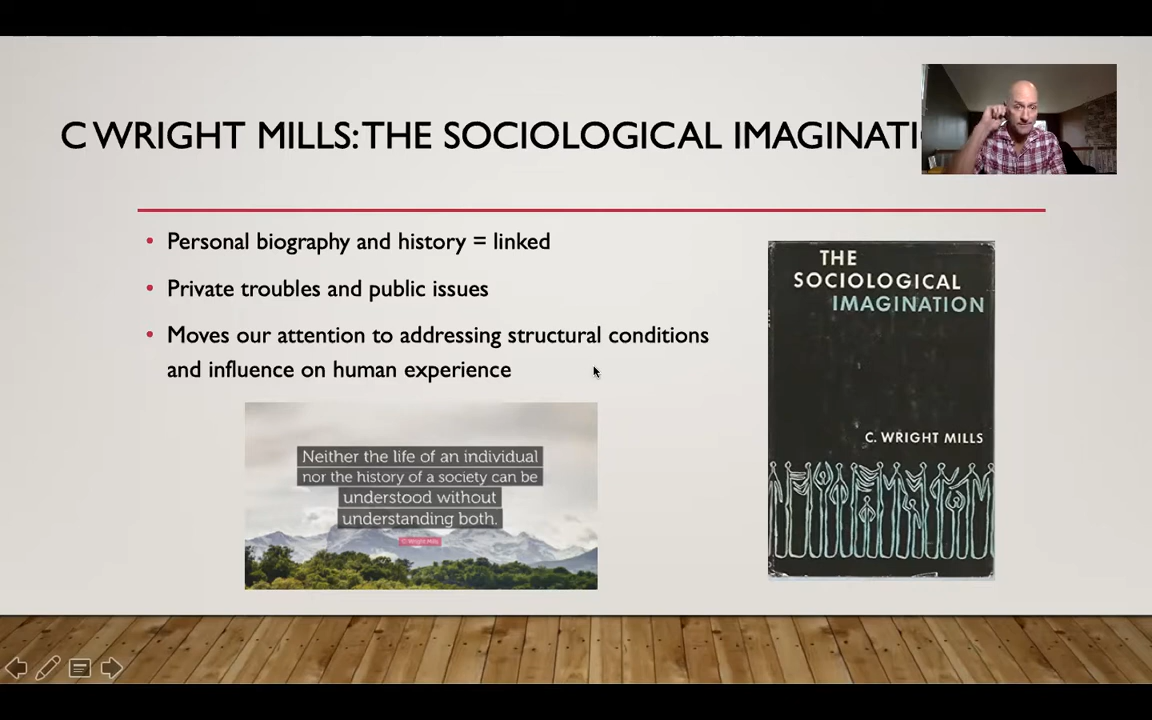 C WRIGHT MILLS: THE SOCIOLOGICAL IMAGINATI
• Personal biography and history = linked
• Private troubles and public issues
• Moves our attention to addressing structural conditions
and influence on human experience
Neither the life of an individual
nor the history of a society can be
understood without
understanding both.
C. Wright Mills
THE
SOCIOLOGICAL
IMAGINATION
C. WRIGHT MILLS